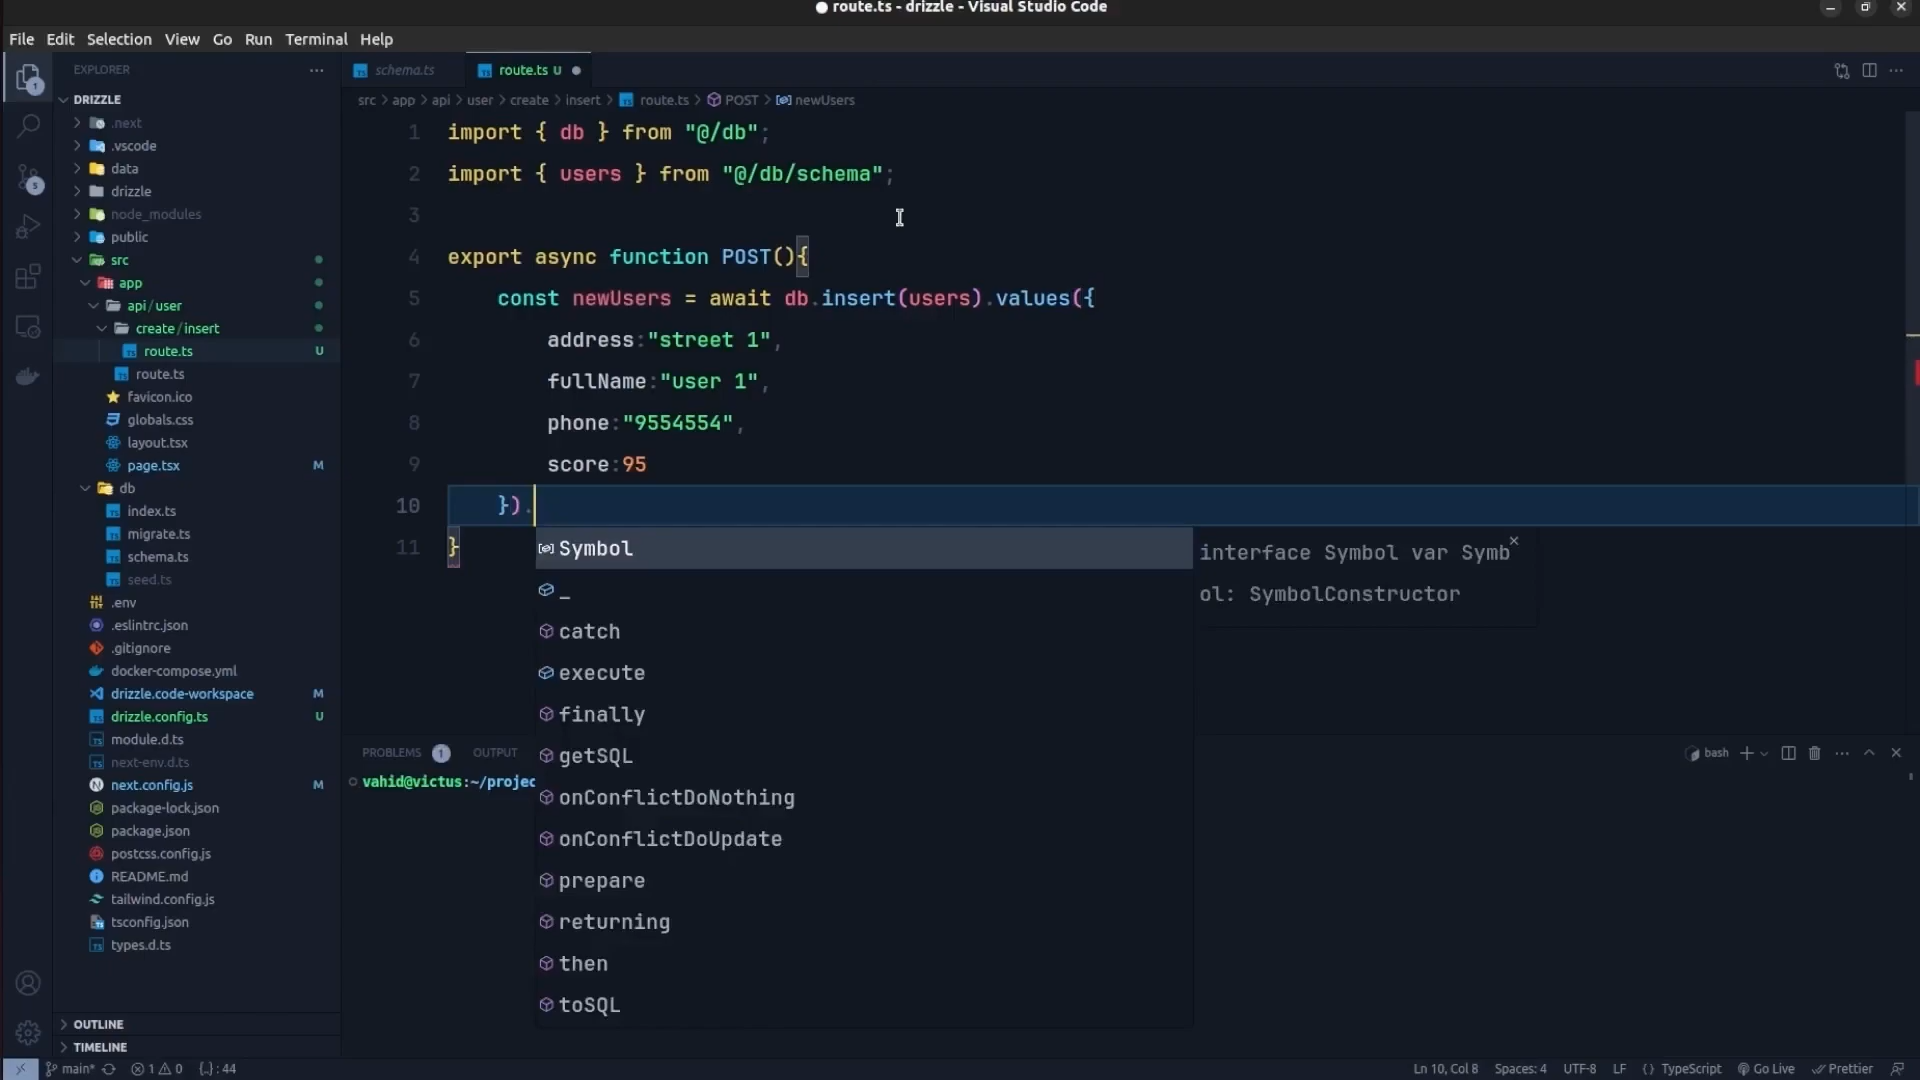 route.ts - drizzle - Visual Studio Code
File Edit Selection View Go Run Terminal Help
EXPLORER
DRIZZLE
.next
.vscode
data
drizzle
node_modules
public
src
app
api/user
create/insert
route.ts U
route.ts
favicon.ico
globals.css
layout.tsx
page.tsx M
db
index.ts
migrate.ts
schema.ts
seed.ts
.env
.eslintrc.json
.gitignore
docker-compose.yml
drizzle.code-workspace M
drizzle.config.ts U
module.d.ts
next-env.d.ts
next.config.js M
package-lock.json
package.json
postcss.config.js
README.md
tailwind.config.js
tsconfig.json
types.d.ts
OUTLINE
TIMELINE
schema.ts route.ts U
src > app > api > user > create > insert > route.ts > POST > newUsers
1 import { db } from "@/db";
2 import { users } from "@/db/schema";
3
4 export async function POST(){
5 const newUsers = await db.insert(users).values({
6 address:"street 1",
7 fullName:"user 1",
8 phone:"9554554",
9 score:95
10 }).
11 }
Symbol
_
catch
execute
finally
getSQL
onConflictDoNothing
onConflictDoUpdate
prepare
returning
then
toSQL
interface Symbol var Symb
ol: SymbolConstructor
PROBLEMS 1 OUTPUT
bash
vahid@victus:~/projec
main* 1 0 {..} : 44 Ln 10, Col 8 Spaces: 4 UTF-8 LF {} TypeScript Go Live Prettier